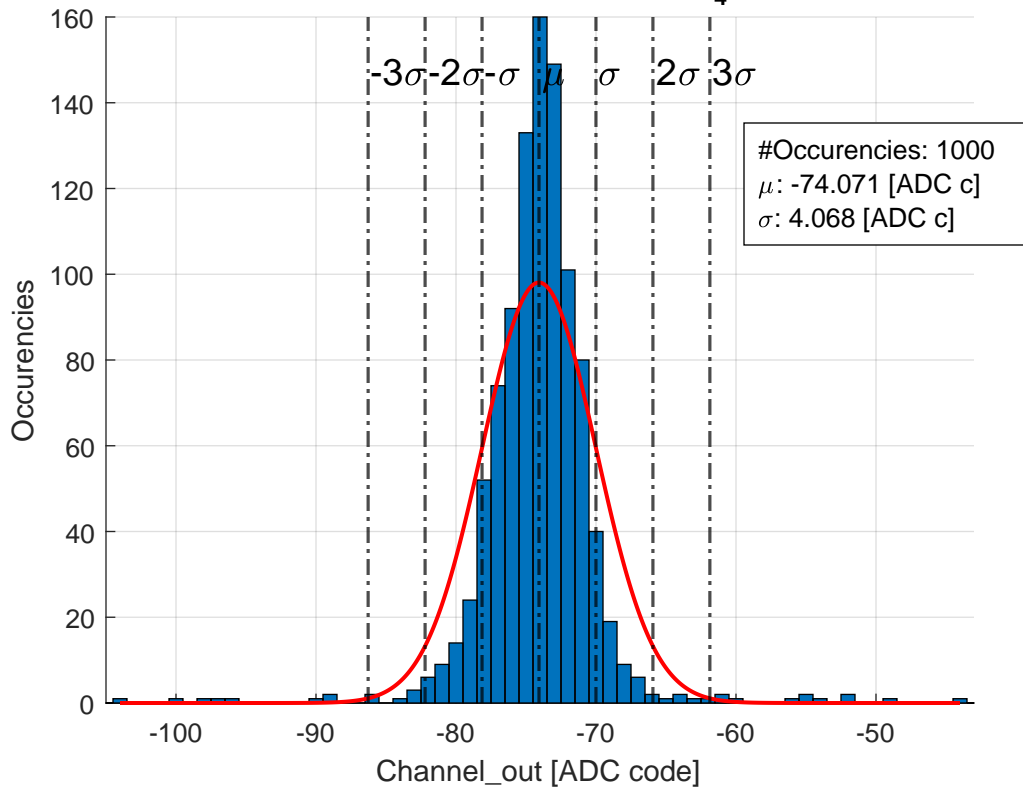 4
160
-3σ -2σ -σ μ σ 2σ 3σ
140
#Occurencies: 1000
μ: -74.071 [ADC c]
σ: 4.068 [ADC c]
120
100
80
60
40
20
0
Occurencies
-100 -90 -80 -70 -60 -50
Channel_out [ADC code]